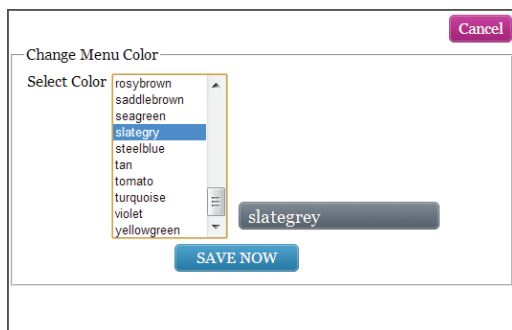 Cancel
Change Menu Color
Select Color
rosybrown
saddlebrown
seagreen
slategry
steelblue
tan
tomato
turquoise
violet
yellowgreen
slategrey
SAVE NOW